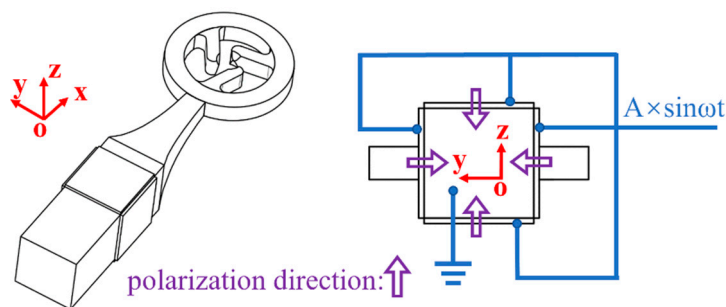 z
y
x
o
A×sinωt
z
y
o
polarization direction: